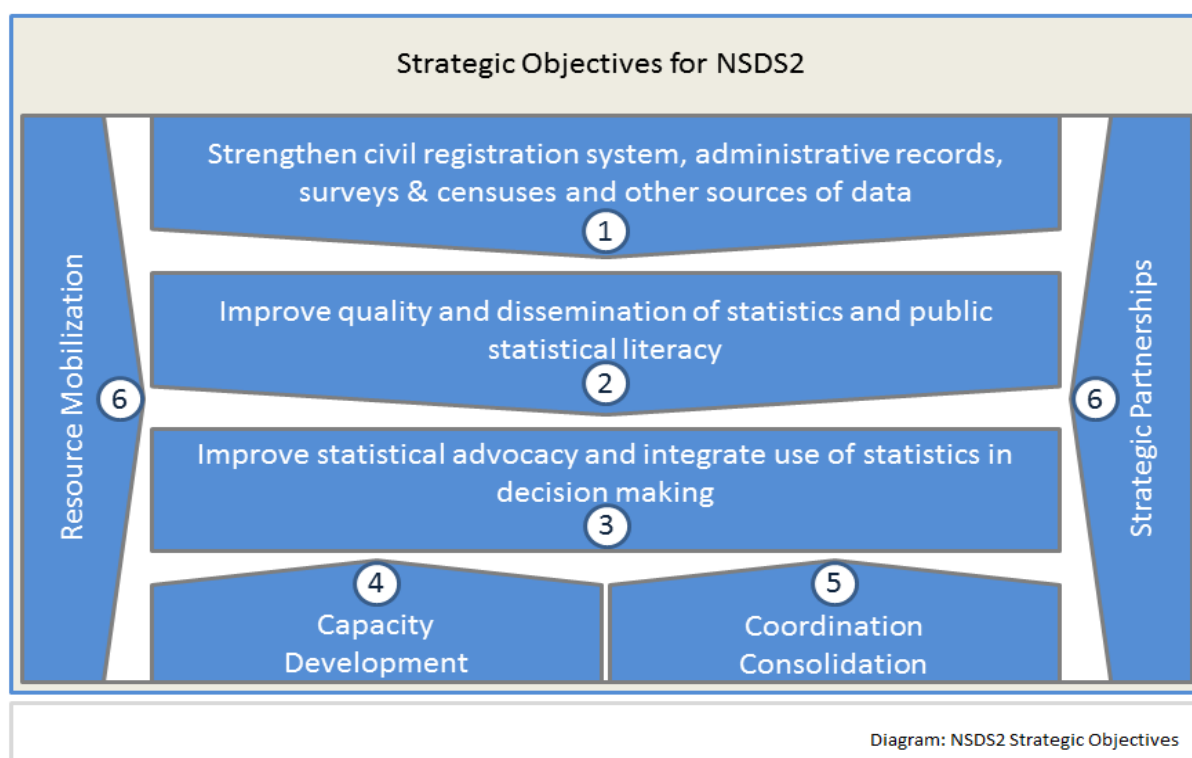 Strategic Objectives for NSDS2
Strengthen civil registration system, administrative records,
surveys & censuses and other sources of data
1
Improve quality and dissemination of statistics and public
statistical literacy
2
Improve statistical advocacy and integrate use of statistics in
decision making
3
4
Capacity
Development
5
Coordination
Consolidation
Resource Mobilization
6
Strategic Partnerships
6
Diagram: NSDS2 Strategic Objectives